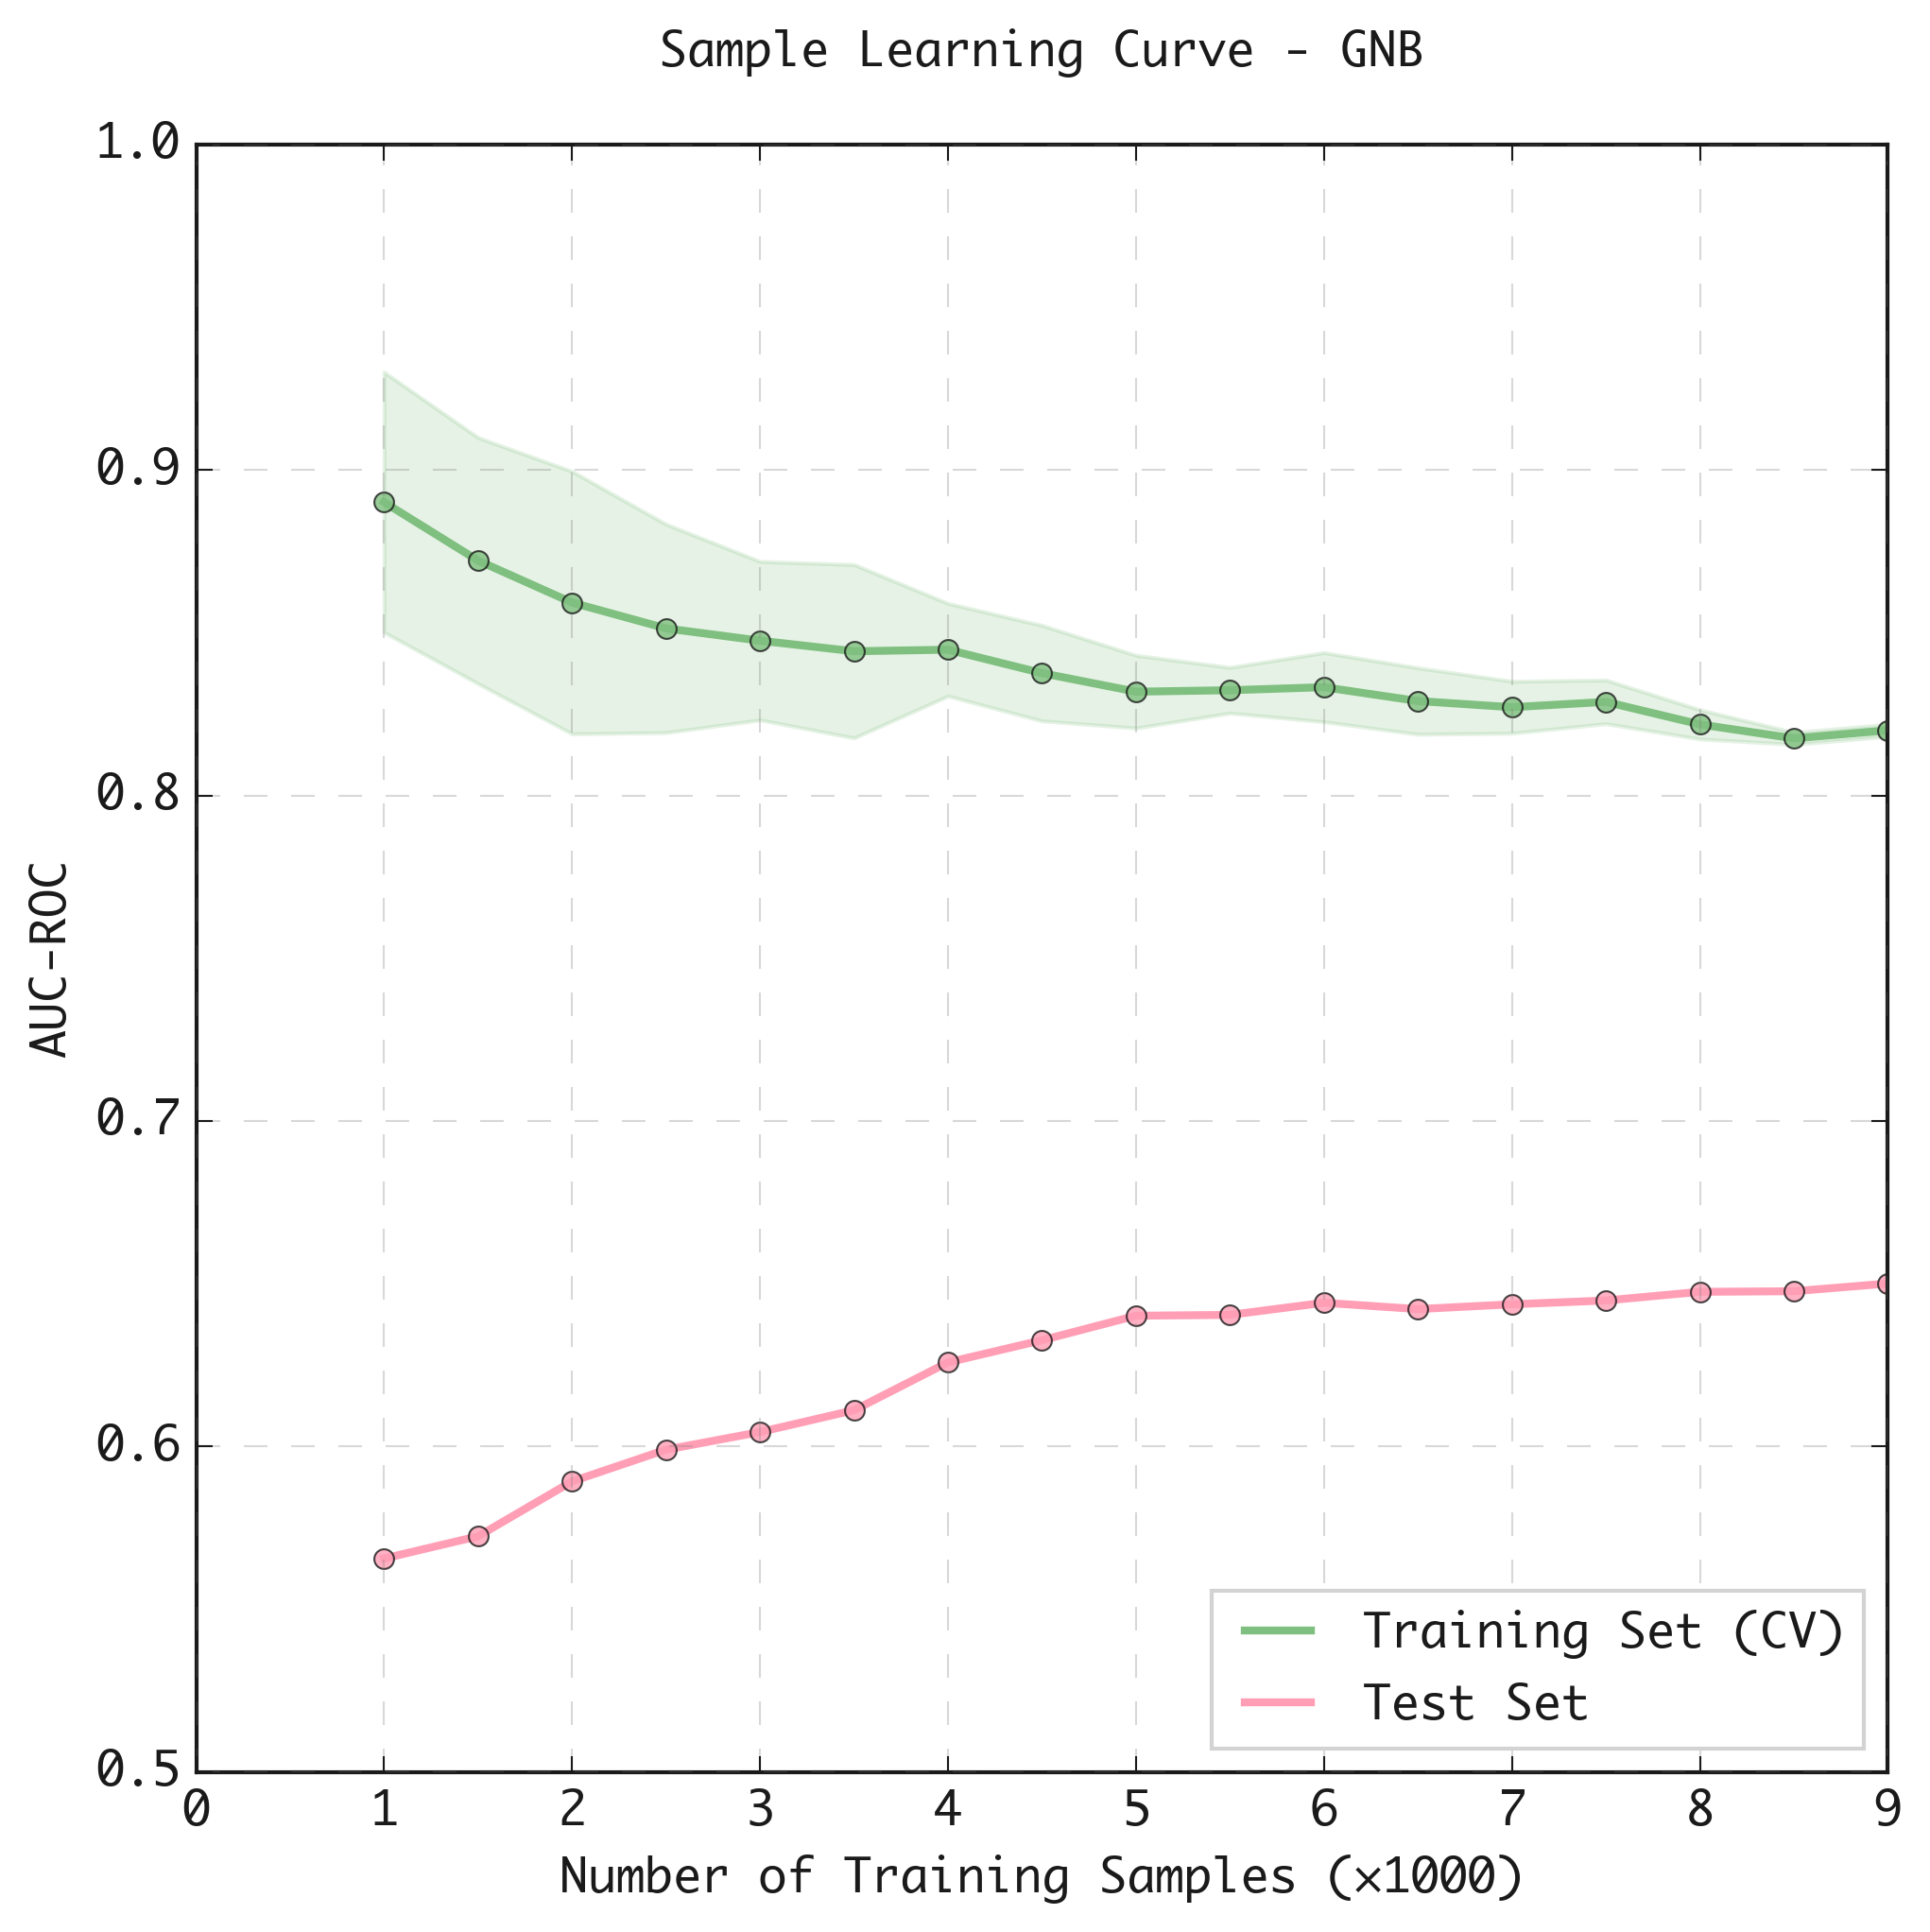 Sample Learning Curve - GNB
1.0
0.9
0.8
0.7
0.6
0.5
AUC-ROC
0 1 2 3 4 5 6 7 8 9
Number of Training Samples (×1000)
Training Set (CV)
Test Set